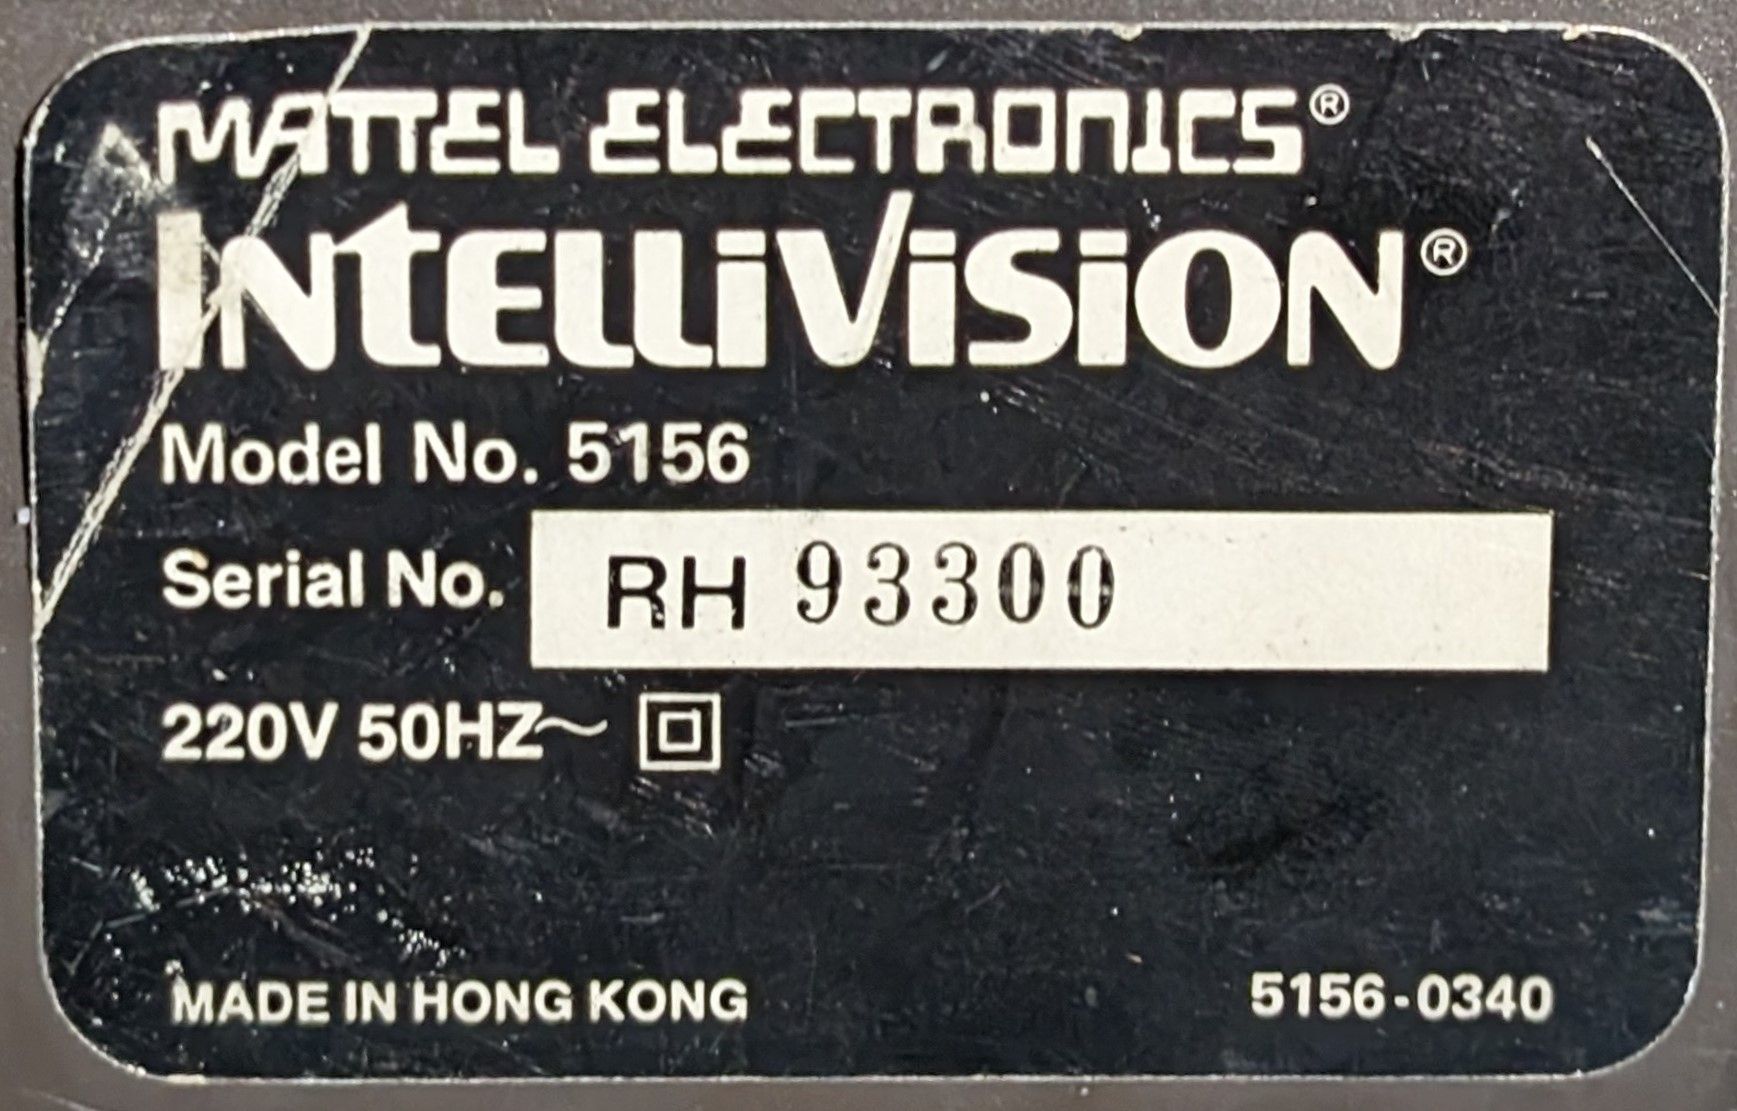 MATTEL ELECTRONICS®
INTELLIVISION®
Model No. 5156
Serial No. RH 93300
220V 50HZ~
MADE IN HONG KONG
5156-0340